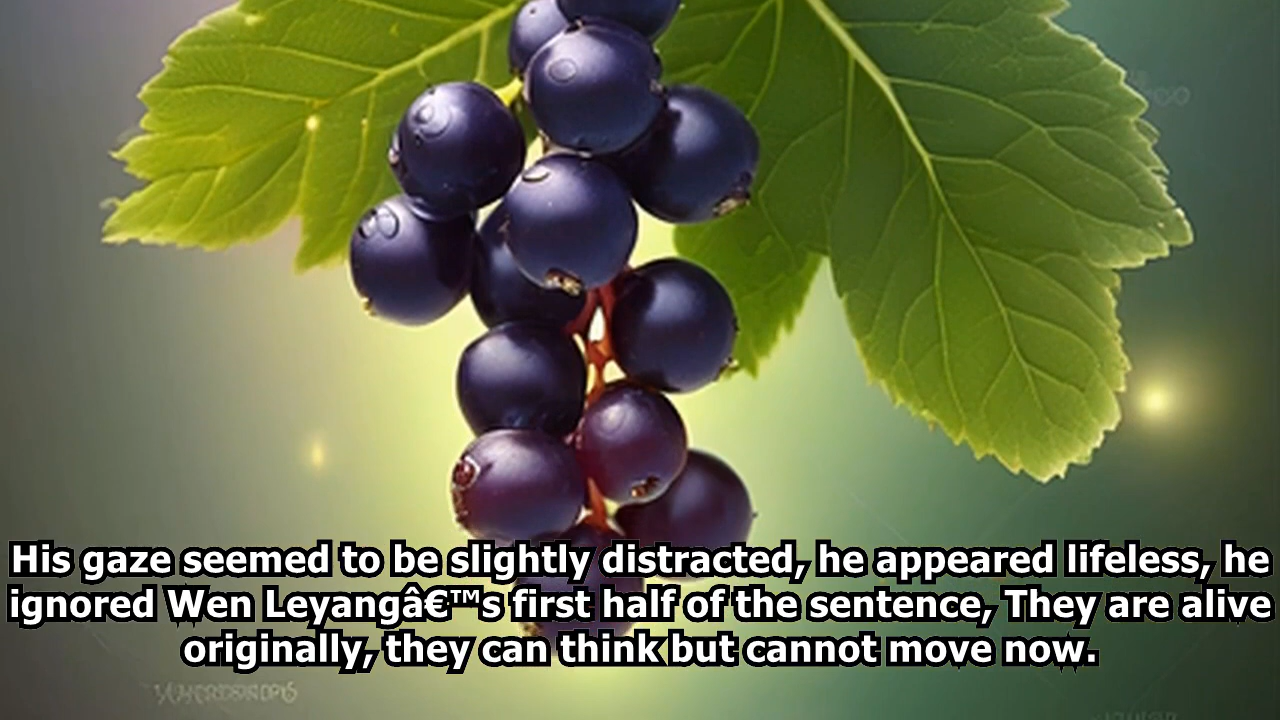 His gaze seemed to be slightly distracted, he appeared lifeless, he
ignored Wen Leyangâ€™s first half of the sentence, They are alive
originally, they can think but cannot move now.